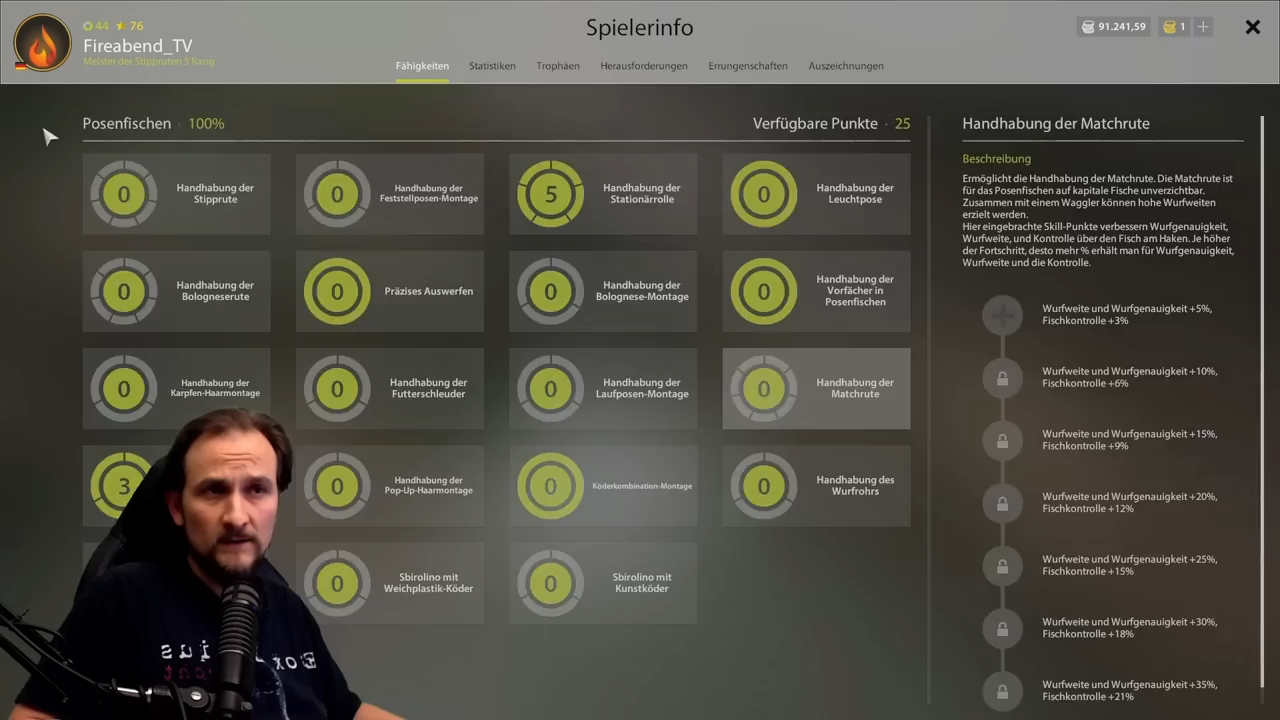 44 76
Fireabend_TV
Meister der Stippruten 5 Rang
Spielerinfo
91.241,59
1
Fähigkeiten
Statistiken
Trophäen
Herausforderungen
Errungenschaften
Auszeichnungen
Posenfischen · 100%
Verfügbare Punkte · 25
0
Handhabung der
Stipprute
0
Handhabung der
Feststellposen-Montage
5
Handhabung der
Stationärrolle
0
Handhabung der
Leuchtpose
0
Handhabung der
Bologneserute
0
Präzises Auswerfen
0
Handhabung der
Bolognese-Montage
0
Handhabung der
Vorfächer in
Posenfischen
0
Handhabung der
Karpfen-Haarmontage
0
Handhabung der
Futterschleuder
0
Handhabung der
Laufposen-Montage
0
Handhabung der
Matchrute
3
0
Handhabung der
Pop-Up-Haarmontage
0
Köderkombination-Montage
0
Handhabung des
Wurfrohrs
0
Sbirolino mit
Weichplastik-Köder
0
Sbirolino mit
Kunstköder
Handhabung der Matchrute
Beschreibung
Ermöglicht die Handhabung der Matchrute. Die Matchrute ist
für das Posenfischen auf kapitale Fische unverzichtbar.
Zusammen mit einem Waggler können hohe Wurfweiten
erzielt werden.
Hier eingebrachte Skill-Punkte verbessern Wurfgenauigkeit,
Wurfweite, und Kontrolle über den Fisch am Haken. Je höher
der Fortschritt, desto mehr % erhält man für Wurfgenauigkeit,
Wurfweite und die Kontrolle.
Wurfweite und Wurfgenauigkeit +5%,
Fischkontrolle +3%
Wurfweite und Wurfgenauigkeit +10%,
Fischkontrolle +6%
Wurfweite und Wurfgenauigkeit +15%,
Fischkontrolle +9%
Wurfweite und Wurfgenauigkeit +20%,
Fischkontrolle +12%
Wurfweite und Wurfgenauigkeit +25%,
Fischkontrolle +15%
Wurfweite und Wurfgenauigkeit +30%,
Fischkontrolle +18%
Wurfweite und Wurfgenauigkeit +35%,
Fischkontrolle +21%